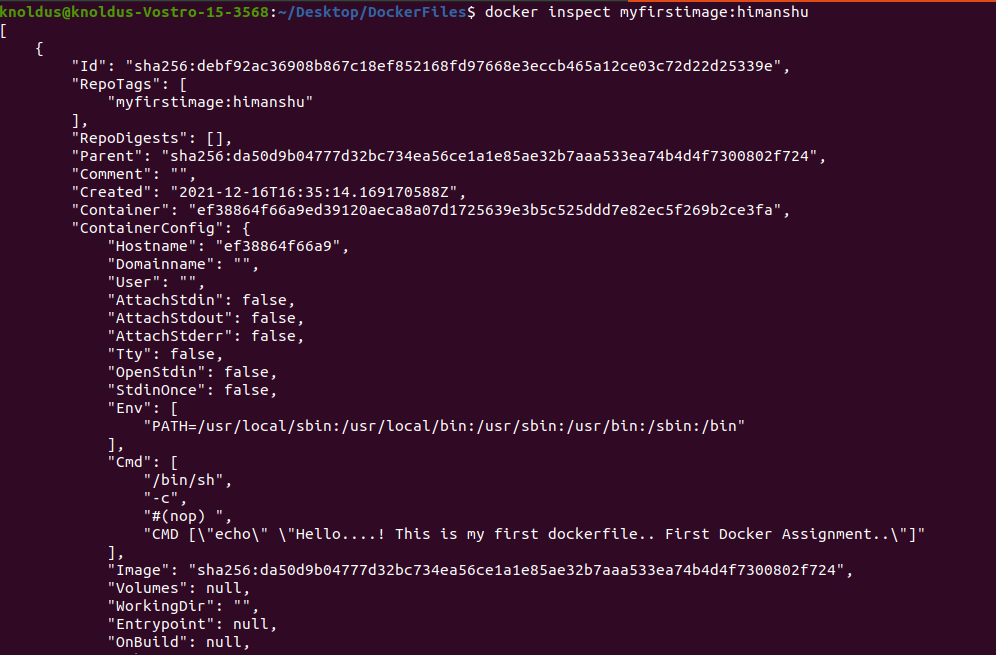 knoldus@knoldus-Vostro-15-3568:~/Desktop/DockerFiles$ docker inspect myfirstimage:himanshu
[
    {
        "Id": "sha256:debf92ac36908b867c18ef852168fd97668e3eccb465a12ce03c72d22d25339e",
        "RepoTags": [
            "myfirstimage:himanshu"
        ],
        "RepoDigests": [],
        "Parent": "sha256:da50d9b04777d32bc734ea56ce1a1e85ae32b7aaa533ea74b4d4f7300802f724",
        "Comment": "",
        "Created": "2021-12-16T16:35:14.169170588Z",
        "Container": "ef38864f66a9ed39120aeca8a07d1725639e3b5c525ddd7e82ec5f269b2ce3fa",
        "ContainerConfig": {
            "Hostname": "ef38864f66a9",
            "Domainname": "",
            "User": "",
            "AttachStdin": false,
            "AttachStdout": false,
            "AttachStderr": false,
            "Tty": false,
            "OpenStdin": false,
            "StdinOnce": false,
            "Env": [
                "PATH=/usr/local/sbin:/usr/local/bin:/usr/sbin:/usr/bin:/sbin:/bin"
            ],
            "Cmd": [
                "/bin/sh",
                "-c",
                "#(nop) ",
                "CMD [\"echo\" \"Hello....! This is my first dockerfile.. First Docker Assignment..\"]"
            ],
            "Image": "sha256:da50d9b04777d32bc734ea56ce1a1e85ae32b7aaa533ea74b4d4f7300802f724",
            "Volumes": null,
            "WorkingDir": "",
            "Entrypoint": null,
            "OnBuild": null,